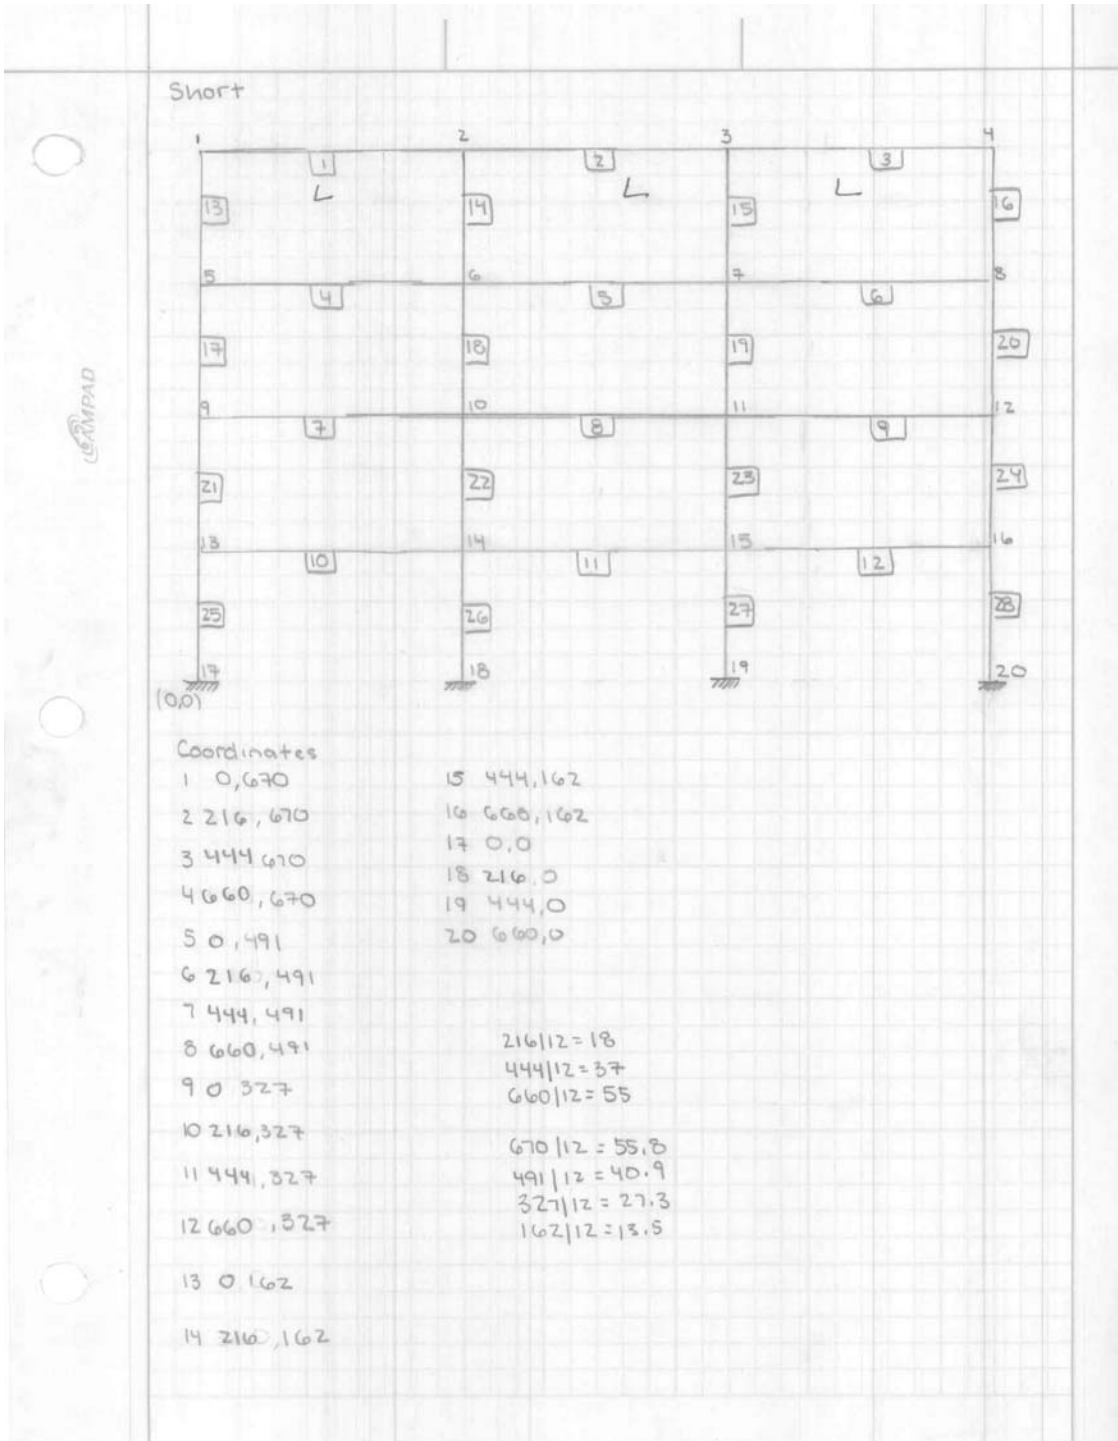 Short
1 2 3 4
1 2 3
L L L
13 14 15 16
5 6 7 8
4 5 6
17 18 19 20
9 10 11 12
7 8 9
21 22 23 24
13 14 15 16
10 11 12
25 26 27 28
17 18 19 20
(0,0)
CAMPAD
Coordinates
1 0,670
2 216,670
3 444 670
4 660,670
5 0,491
6 216,491
7 444,491
8 660,491
9 0 327
10 216,327
11 444,327
12 660,327
13 0 162
14 216,162
15 444,162
16 660,162
17 0,0
18 216,0
19 444,0
20 660,0
216/12=18
444/12=37
660/12=55
670/12=55.8
491/12=40.9
327/12=27.3
162/12=13.5